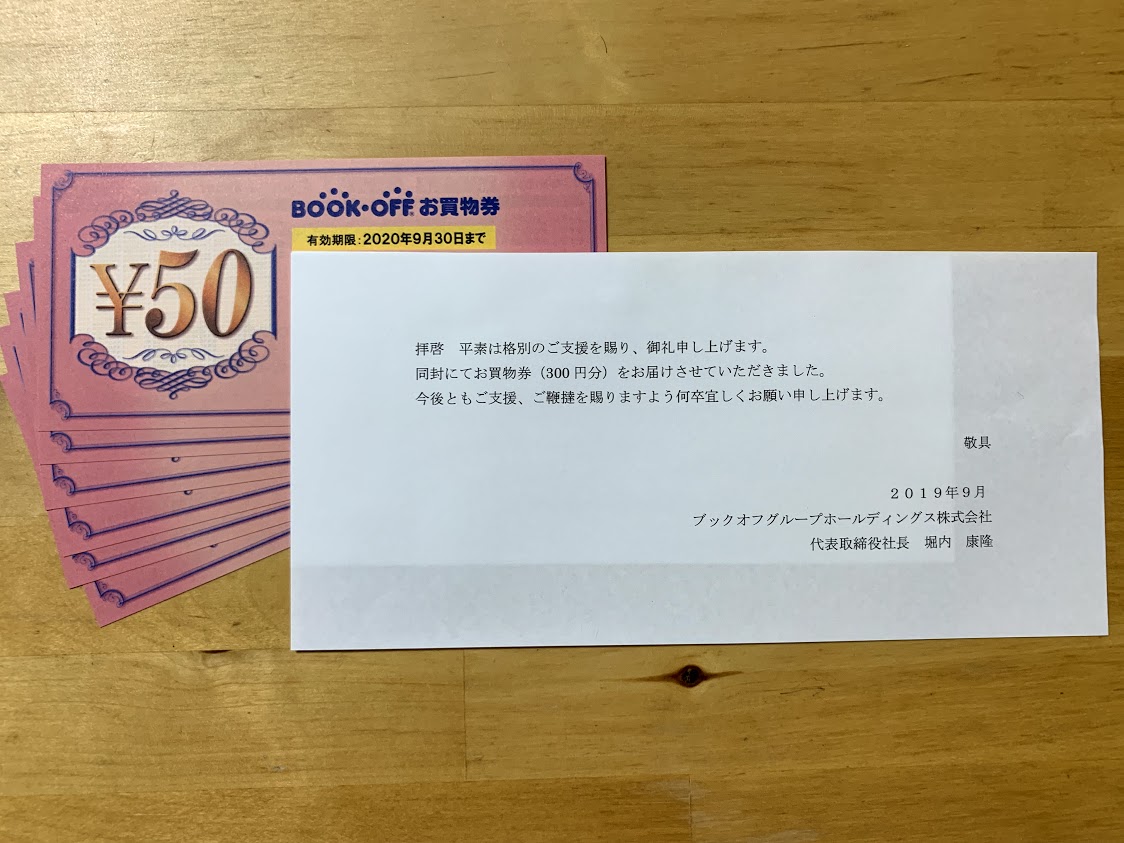 BOOK・OFF お買物券
有効期限：2020年9月30日まで
¥50
拝啓　平素は格別のご支援を賜り、御礼申し上げます。
同封にてお買物券（300 円分）をお届けさせていただきました。
今後ともご支援、ご鞭撻を賜りますよう何卒宜しくお願い申し上げます。
敬具
２０１９年９月
ブックオフグループホールディングス株式会社
代表取締役社長　堀内　康隆